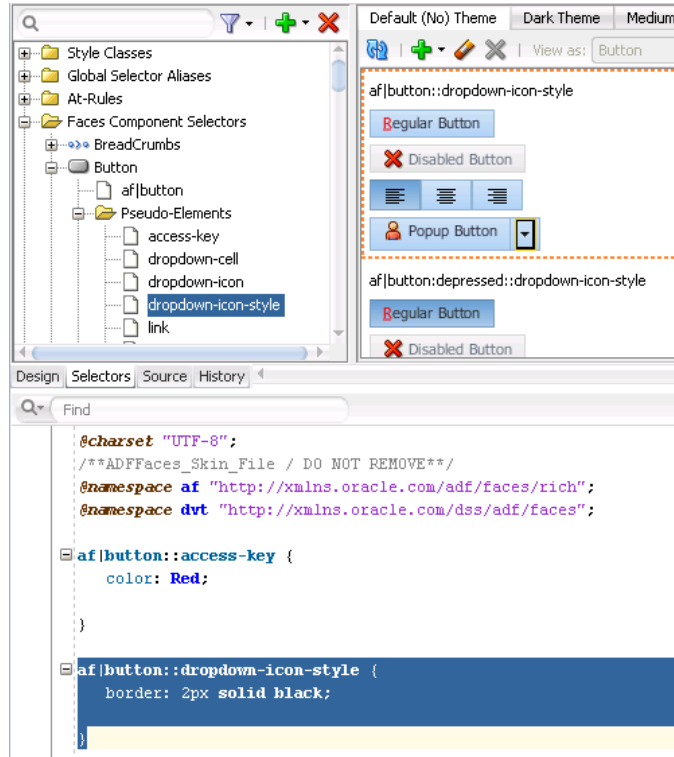 Style Classes
Global Selector Aliases
At-Rules
Faces Component Selectors
BreadCrumbs
Button
af|button
Pseudo-Elements
access-key
dropdown-cell
dropdown-icon
dropdown-icon-style
link
Default (No) Theme Dark Theme Medium
View as: Button
af|button::dropdown-icon-style
Regular Button
Disabled Button
Popup Button
af|button:depressed::dropdown-icon-style
Regular Button
Disabled Button
Design Selectors Source History
Find
@charset "UTF-8";
/**ADFFaces_Skin_File / DO NOT REMOVE**/
@namespace af "http://xmlns.oracle.com/adf/faces/rich";
@namespace dvt "http://xmlns.oracle.com/dss/adf/faces";
af|button::access-key {
color: Red;
}
af|button::dropdown-icon-style {
border: 2px solid black;
}